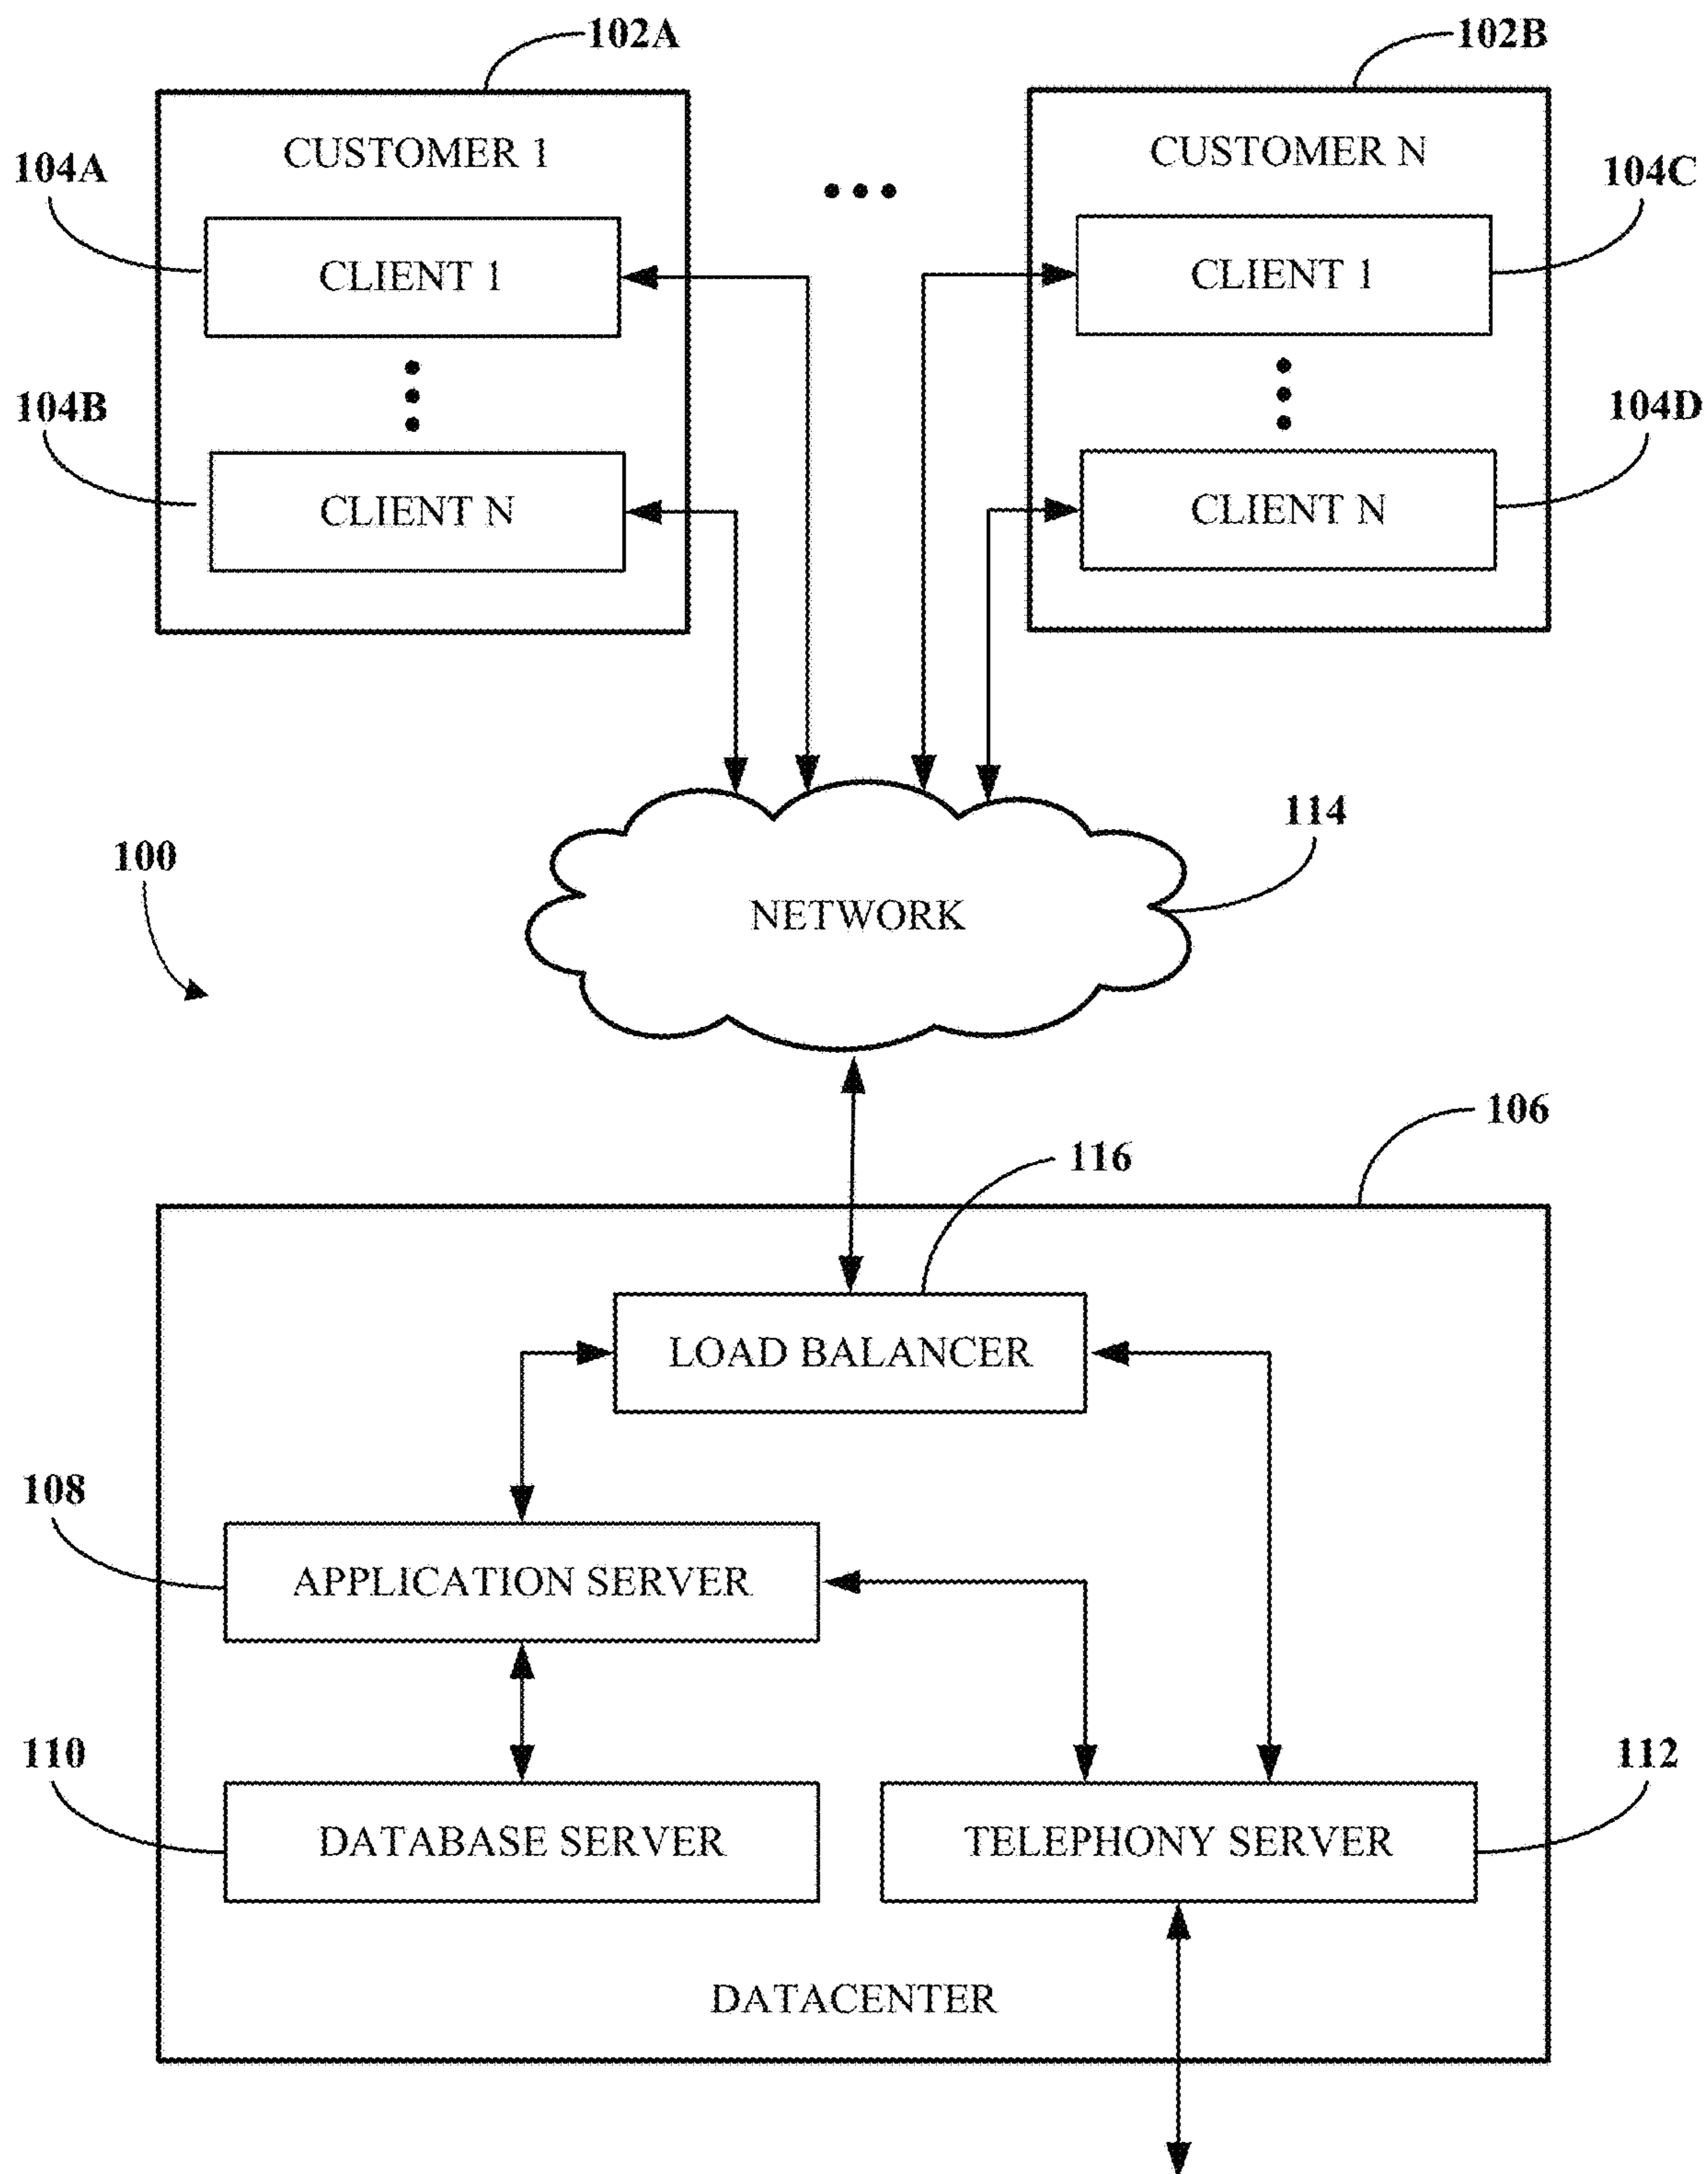 102A
102B
CUSTOMER 1
CUSTOMER N
104A
104C
CLIENT 1
CLIENT 1
104B
104D
CLIENT N
CLIENT N
114
100
NETWORK
106
116
LOAD BALANCER
108
APPLICATION SERVER
110
112
DATABASE SERVER
TELEPHONY SERVER
DATACENTER